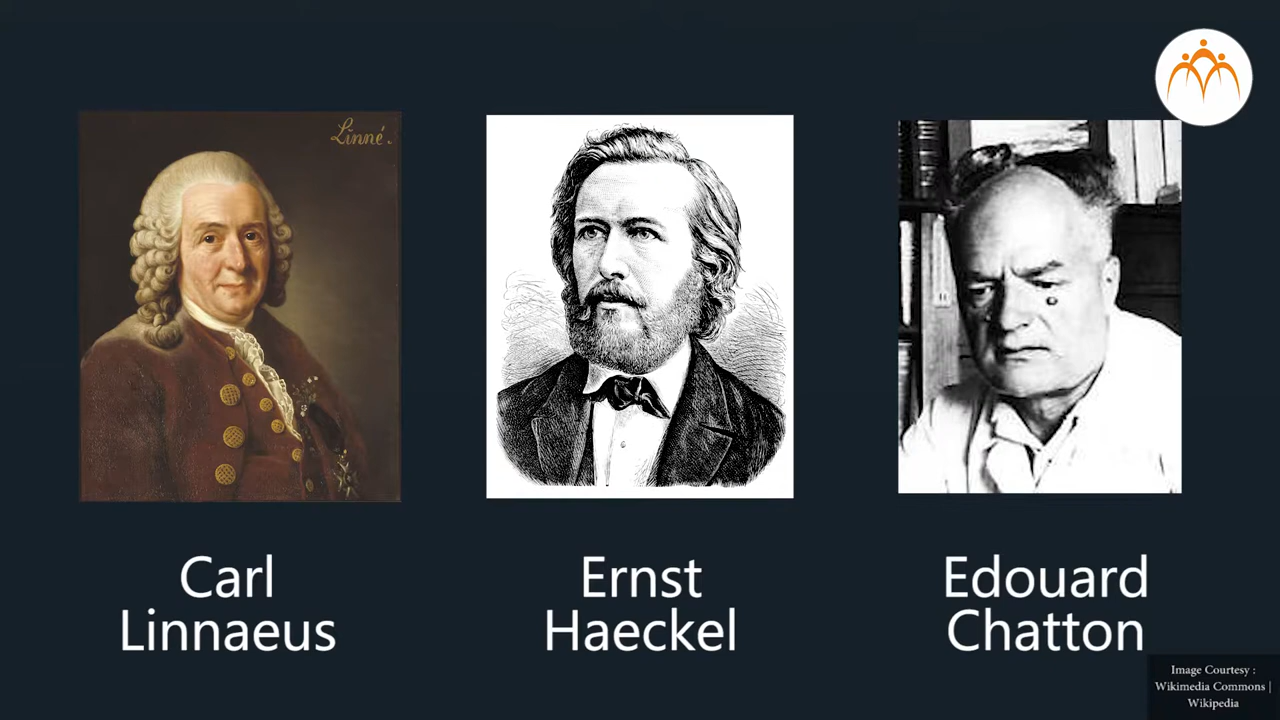 Linné.
Carl
Linnaeus
Ernst
Haeckel
Edouard
Chatton
Image Courtesy :
Wikimedia Commons |
Wikipedia